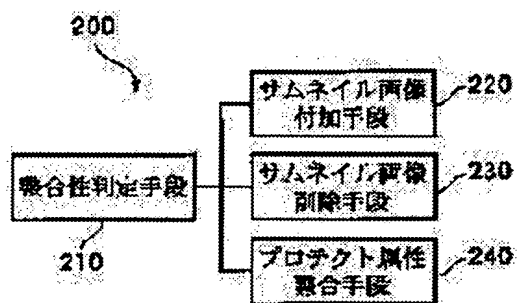 200
サムネイル画像
付加手段
220
整合性判定手段
210
サムネイル画像
削除手段
230
プロテクト属性
整合手段
240